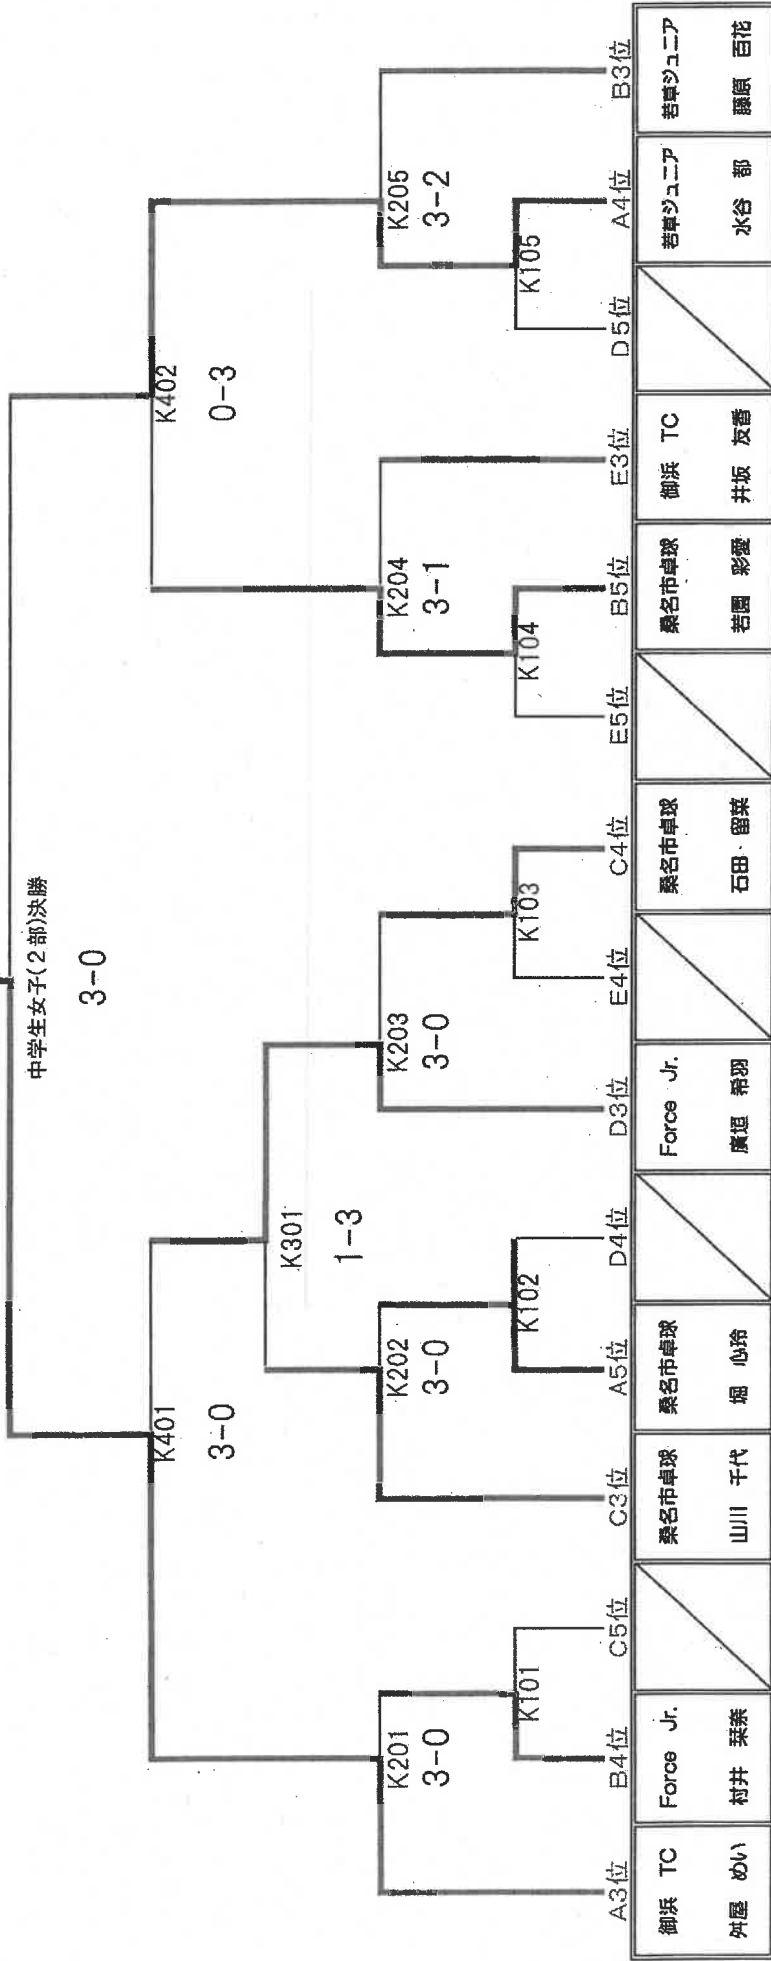 中学生女子(2部)決勝
3-0
K401
3-0
K402
0-3
K301
1-3
K201
3-0
K202
3-0
K203
3-0
K204
3-1
K205
3-2
K101
K102
K103
K104
K105
A3位
B4位
C5位
C3位
A5位
D4位
D3位
E4位
C4位
E5位
B5位
E3位
D5位
A4位
B3位
御浜 TC
舛屋 めい
Force Jr.
村井 栞奈
桑名市卓球
山川 千代
桑名市卓球
堀 心玲
Force Jr.
廣垣 希羽
桑名市卓球
石田 留菜
桑名市卓球
若園 彩愛
御浜 TC
井坂 友香
若草ジュニア
水谷 都
若草ジュニア
藤原 百花